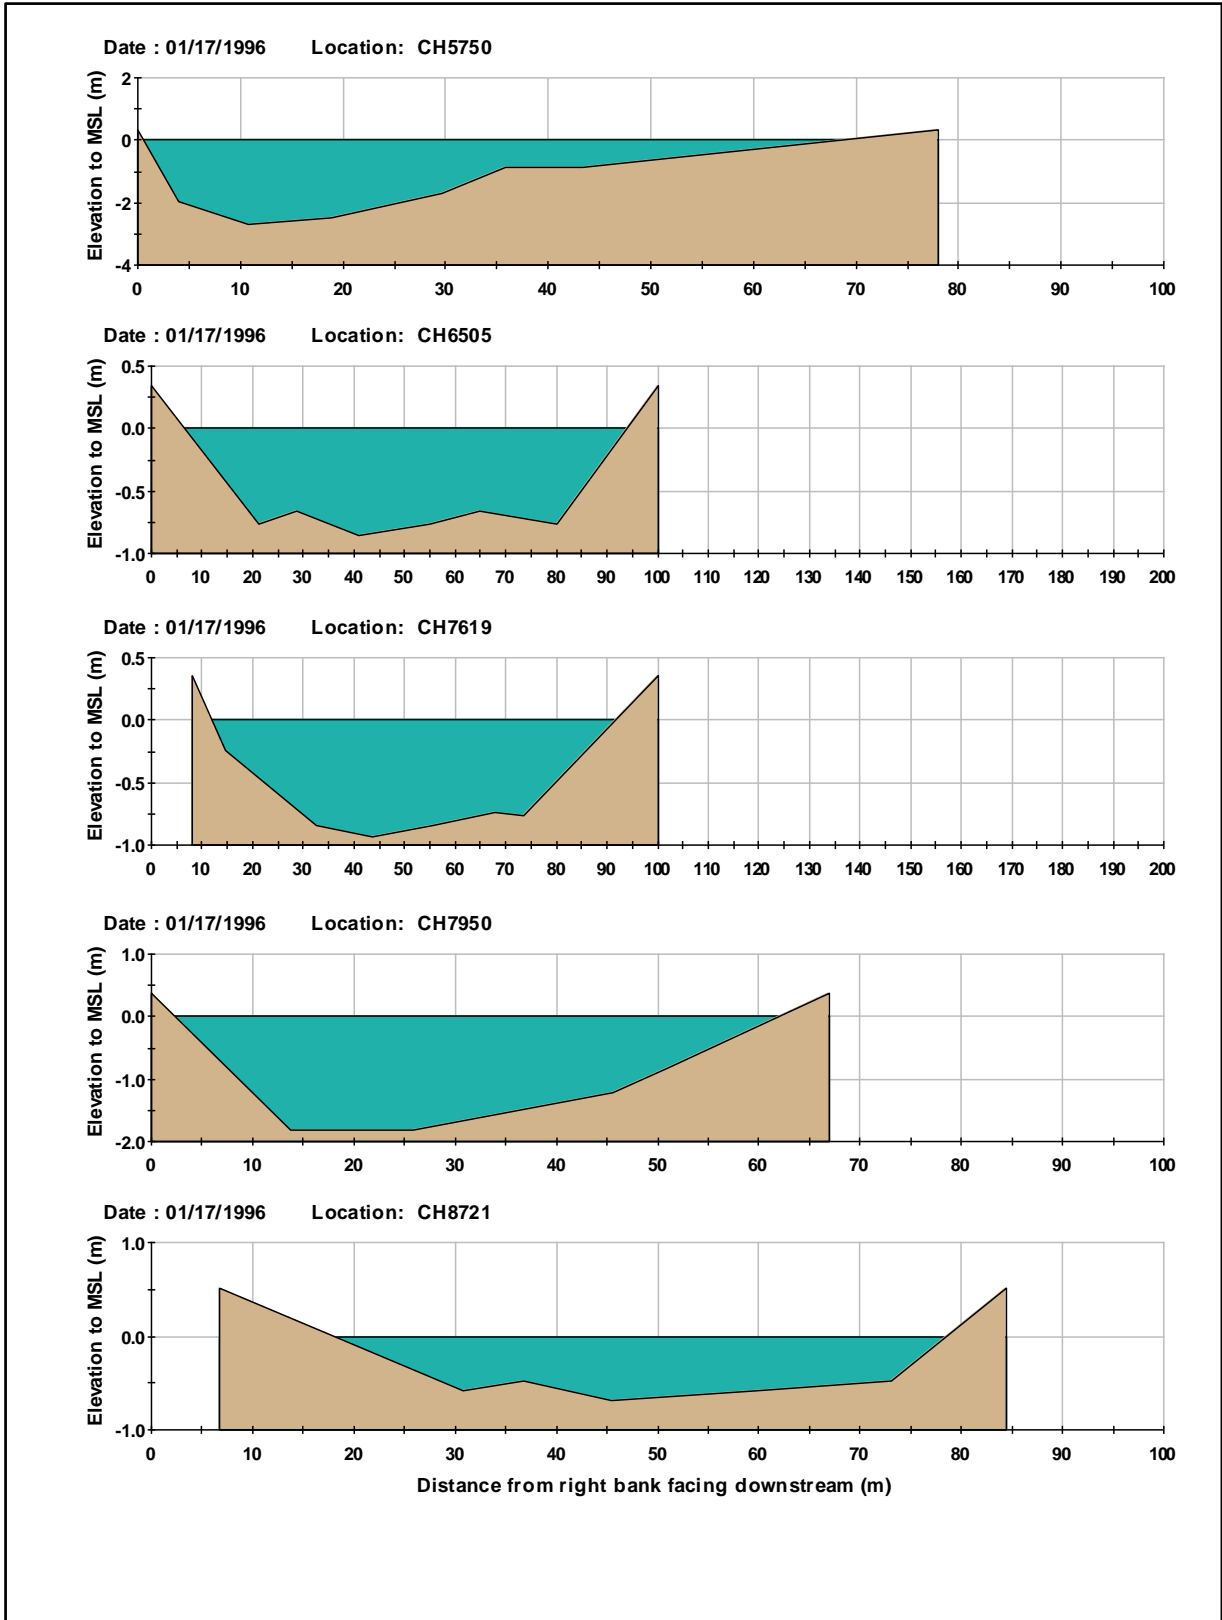 Date : 01/17/1996 Location: CH5750
Elevation to MSL (m)
2
0
-2
-4
0 10 20 30 40 50 60 70 80 90 100
Date : 01/17/1996 Location: CH6505
Elevation to MSL (m)
0.5
0.0
-0.5
-1.0
0 10 20 30 40 50 60 70 80 90 100 110 120 130 140 150 160 170 180 190 200
Date : 01/17/1996 Location: CH7619
Elevation to MSL (m)
0.5
0.0
-0.5
-1.0
0 10 20 30 40 50 60 70 80 90 100 110 120 130 140 150 160 170 180 190 200
Date : 01/17/1996 Location: CH7950
Elevation to MSL (m)
1.0
0.0
-1.0
-2.0
0 10 20 30 40 50 60 70 80 90 100
Date : 01/17/1996 Location: CH8721
Elevation to MSL (m)
1.0
0.0
-1.0
0 10 20 30 40 50 60 70 80 90 100
Distance from right bank facing downstream (m)